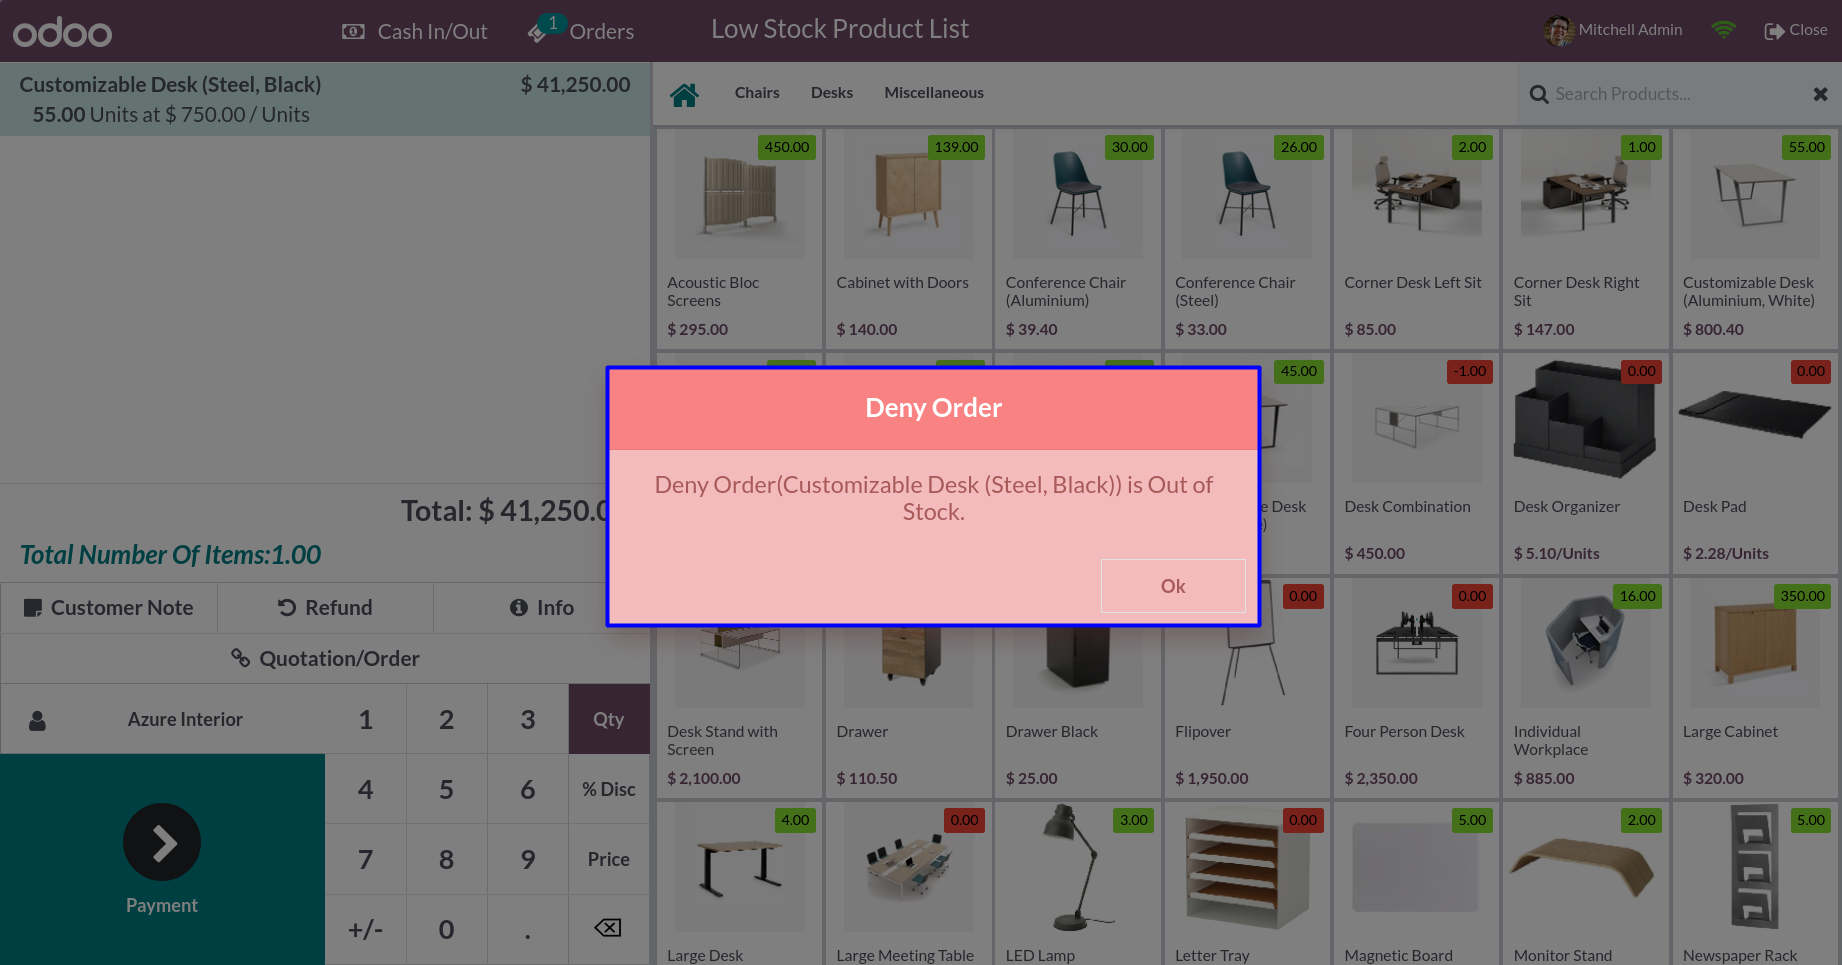 odoo
Cash In/Out
1
Orders
Low Stock Product List
Mitchell Admin
Close
Customizable Desk (Steel, Black)
$ 41,250.00
55.00 Units at $ 750.00 / Units
Chairs
Desks
Miscellaneous
Search Products...
450.00
139.00
30.00
26.00
2.00
1.00
55.00
Acoustic Bloc
Screens
$ 295.00
Cabinet with Doors
$ 140.00
Conference Chair
(Aluminium)
$ 39.40
Conference Chair
(Steel)
$ 33.00
Corner Desk Left Sit
$ 85.00
Corner Desk Right
Sit
$ 147.00
Customizable Desk
(Aluminium, White)
$ 800.40
45.00
-1.00
0.00
0.00
Desk
Desk Combination
$ 450.00
Desk Organizer
$ 5.10/Units
Desk Pad
$ 2.28/Units
Deny Order
Deny Order(Customizable Desk (Steel, Black)) is Out of
Stock.
Ok
Total: $ 41,250.0
Total Number Of Items:1.00
Customer Note
Refund
Info
Quotation/Order
Azure Interior
1
2
3
Qty
4
5
6
% Disc
7
8
9
Price
+/-
0
.
Payment
0.00
0.00
16.00
350.00
Desk Stand with
Screen
$ 2,100.00
Drawer
$ 110.50
Drawer Black
$ 25.00
Flipover
$ 1,950.00
Four Person Desk
$ 2,350.00
Individual
Workplace
$ 885.00
Large Cabinet
$ 320.00
4.00
0.00
3.00
0.00
5.00
2.00
5.00
Large Desk
Large Meeting Table
LED Lamp
Letter Tray
Magnetic Board
Monitor Stand
Newspaper Rack